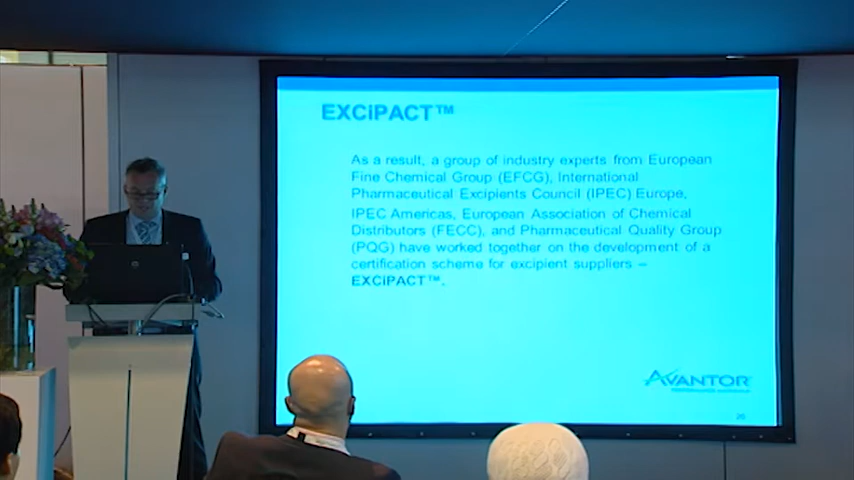 EXCiPACT™
As a result, a group of industry experts from European
Fine Chemical Group (EFCG), International
Pharmaceutical Excipients Council (IPEC) Europe,
IPEC Americas, European Association of Chemical
Distributors (FECC), and Pharmaceutical Quality Group
(PQG) have worked together on the development of a
certification scheme for excipient suppliers –
EXCiPACT™.
AVANTOR
26